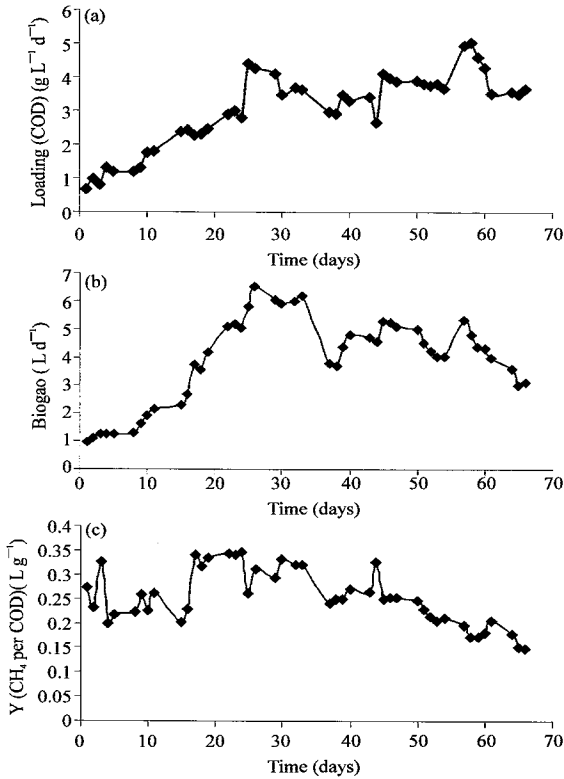 (a)
Loading (COD) (g L⁻¹ d⁻¹)
6
5
4
3
2
1
0
0 10 20 30 40 50 60 70
Time (days)
(b)
Biogao ( L d⁻¹)
7
6
5
4
3
2
1
0
0 10 20 30 40 50 60 70
Time (days)
(c)
Y (CH₄ per COD)( L g⁻¹)
0.4
0.35
0.3
0.25
0.2
0.15
0.1
0.05
0
0 10 20 30 40 50 60 70
Time (days)